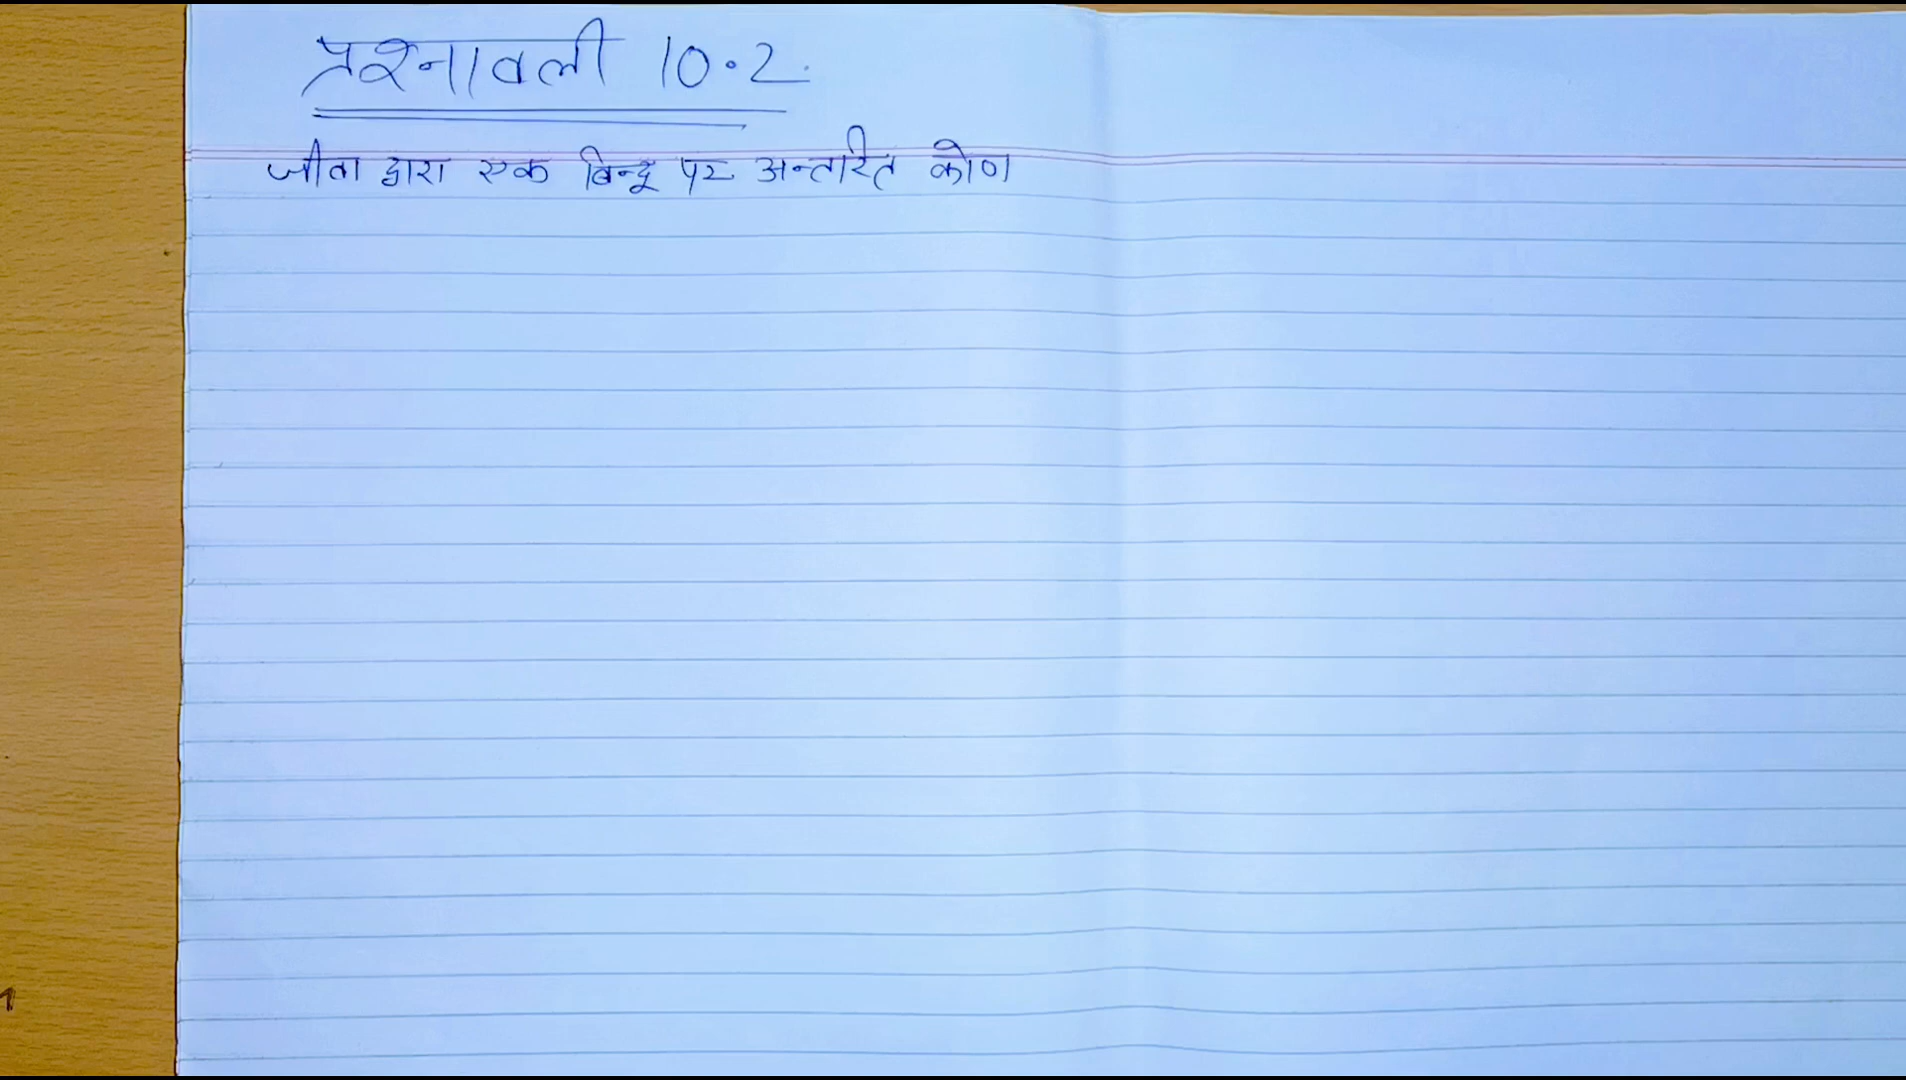 प्रश्नावली 10.2
जीवा द्वारा एक बिन्दू पर अन्तरित कोण